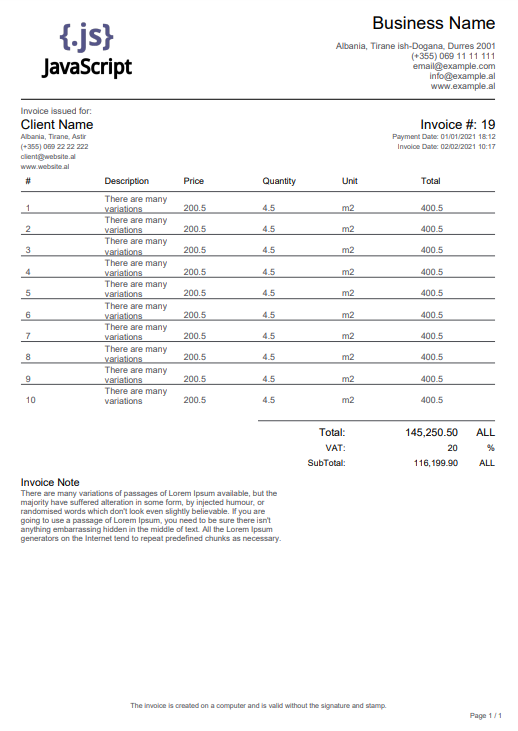 {.js}
JavaScript
Business Name
Albania, Tirane ish-Dogana, Durres 2001
(+355) 069 11 11 111
email@example.com
info@example.al
www.example.al
Invoice issued for:
Client Name
Albania, Tirane, Astir
(+355) 069 22 22 222
client@website.al
www.website.al
Invoice #: 19
Payment Date: 01/01/2021 18:12
Invoice Date: 02/02/2021 10:17
# Description Price Quantity Unit Total
There are many
1 variations 200.5 4.5 m2 400.5
There are many
2 variations 200.5 4.5 m2 400.5
There are many
3 variations 200.5 4.5 m2 400.5
There are many
4 variations 200.5 4.5 m2 400.5
There are many
5 variations 200.5 4.5 m2 400.5
There are many
6 variations 200.5 4.5 m2 400.5
There are many
7 variations 200.5 4.5 m2 400.5
There are many
8 variations 200.5 4.5 m2 400.5
There are many
9 variations 200.5 4.5 m2 400.5
There are many
10 variations 200.5 4.5 m2 400.5
Total: 145,250.50 ALL
VAT: 20 %
SubTotal: 116,199.90 ALL
Invoice Note
There are many variations of passages of Lorem Ipsum available, but the
majority have suffered alteration in some form, by injected humour, or
randomised words which don't look even slightly believable. If you are
going to use a passage of Lorem Ipsum, you need to be sure there isn't
anything embarrassing hidden in the middle of text. All the Lorem Ipsum
generators on the Internet tend to repeat predefined chunks as necessary.
The invoice is created on a computer and is valid without the signature and stamp.
Page 1 / 1